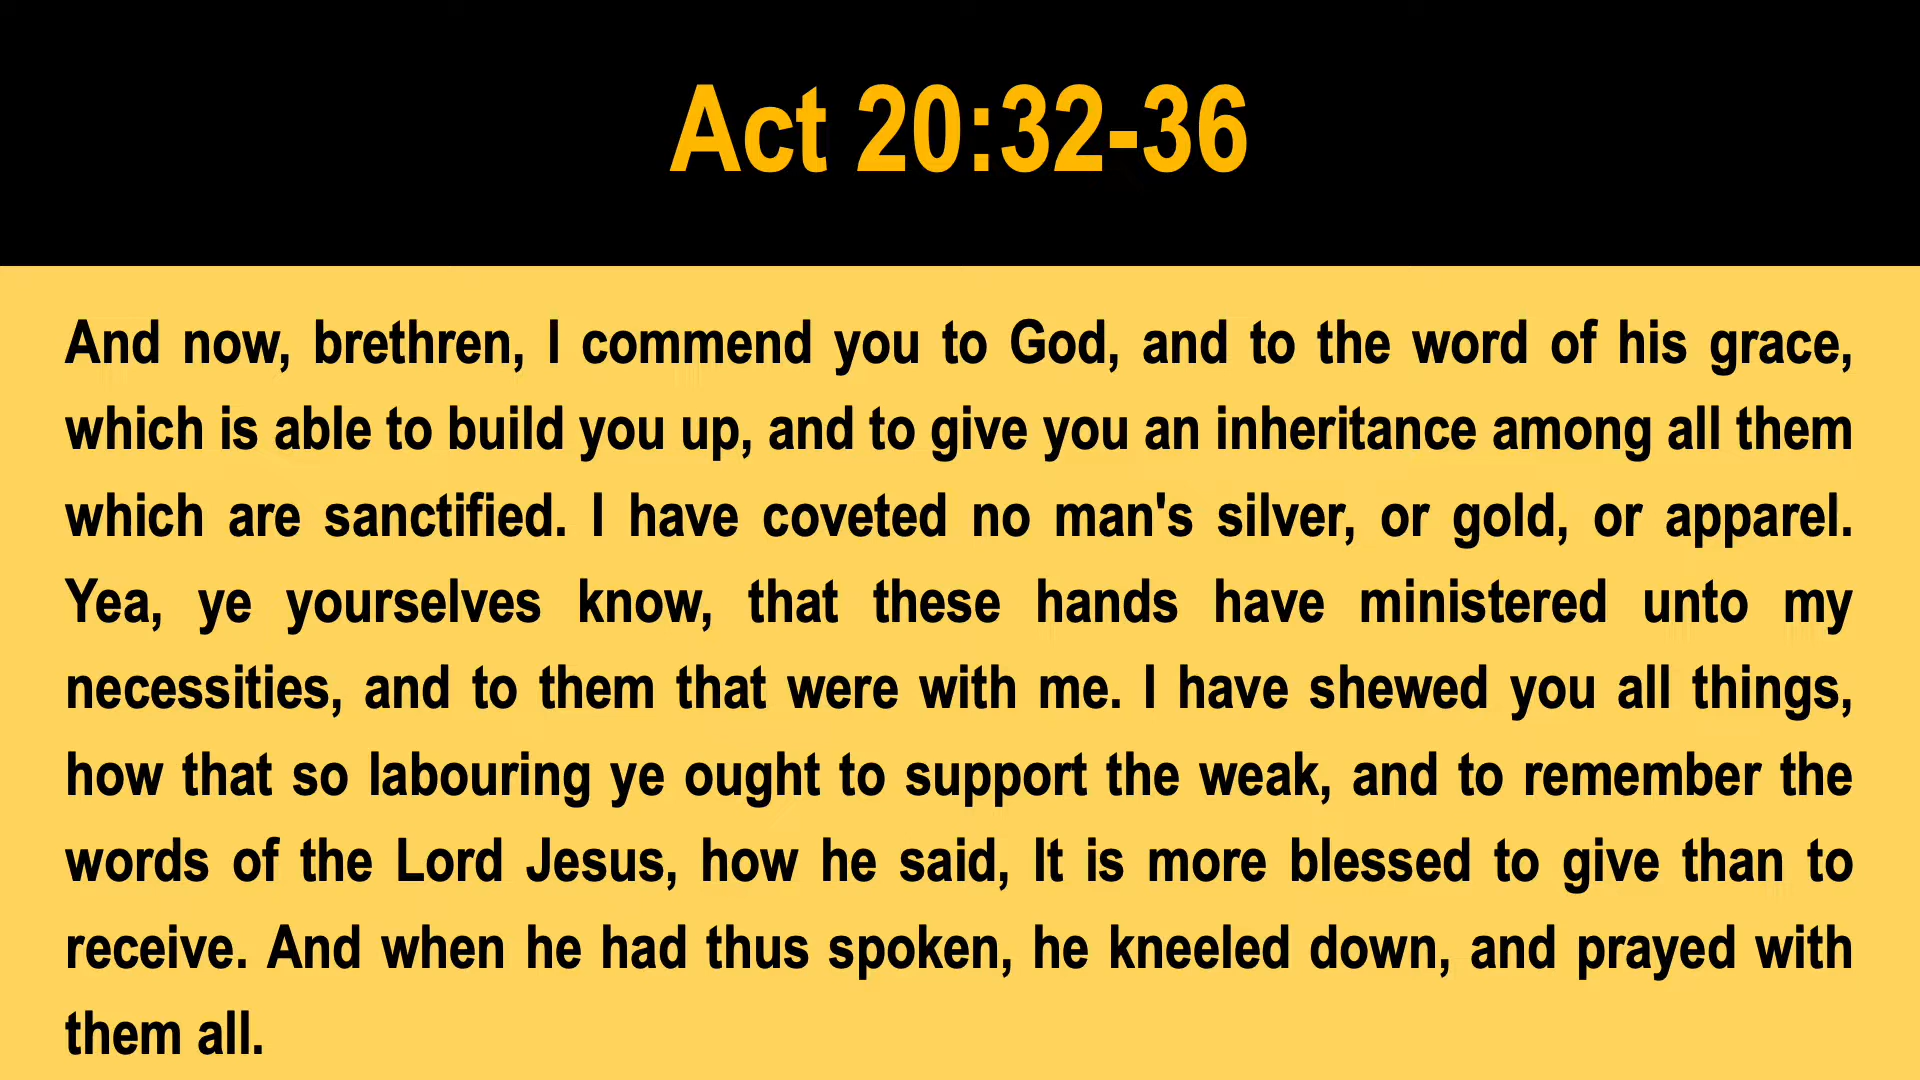 Act 20:32-36
And now, brethren, I commend you to God, and to the word of his grace,
which is able to build you up, and to give you an inheritance among all them
which are sanctified. I have coveted no man's silver, or gold, or apparel.
Yea, ye yourselves know, that these hands have ministered unto my
necessities, and to them that were with me. I have shewed you all things,
how that so labouring ye ought to support the weak, and to remember the
words of the Lord Jesus, how he said, It is more blessed to give than to
receive. And when he had thus spoken, he kneeled down, and prayed with
them all.